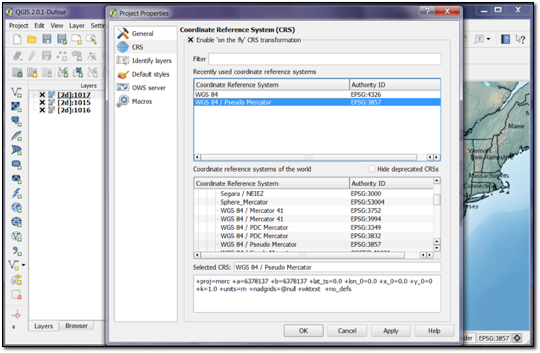 QGIS 2.0.1-Dufour
Project Edit View Layer Setting
Layers
[2d]:1017
[2d]:1015
[2d]:1016
Layers Browser
Project Properties
General
CRS
Identify layers
Default styles
OWS server
Macros
Coordinate Reference System (CRS)
Enable 'on the fly' CRS transformation
Filter
Recently used coordinate reference systems
Coordinate Reference System Authority ID
WGS 84 EPSG:4326
WGS 84 / Pseudo Mercator EPSG:3857
Coordinate reference systems of the world Hide deprecated CRSs
Coordinate Reference System Authority ID
Segara / NEIEZ EPSG:3000
Sphere_Mercator EPSG:53004
WGS 84 / Mercator 41 EPSG:3752
WGS 84 / Mercator 41 EPSG:3994
WGS 84 / PDC Mercator EPSG:3349
WGS 84 / PDC Mercator EPSG:3832
WGS 84 / Pseudo Mercator EPSG:3857
Selected CRS: WGS 84 / Pseudo Mercator
+proj=merc +a=6378137 +b=6378137 +lat_ts=0.0 +lon_0=0.0 +x_0=0.0 +y_0=0
+k=1.0 +units=m +nadgrids=@null +wktext +no_defs
OK Cancel Apply Help
Maine
Vermont
New Hampshire
Massachusetts
Connecticut
Jersey
der EPSG:3857